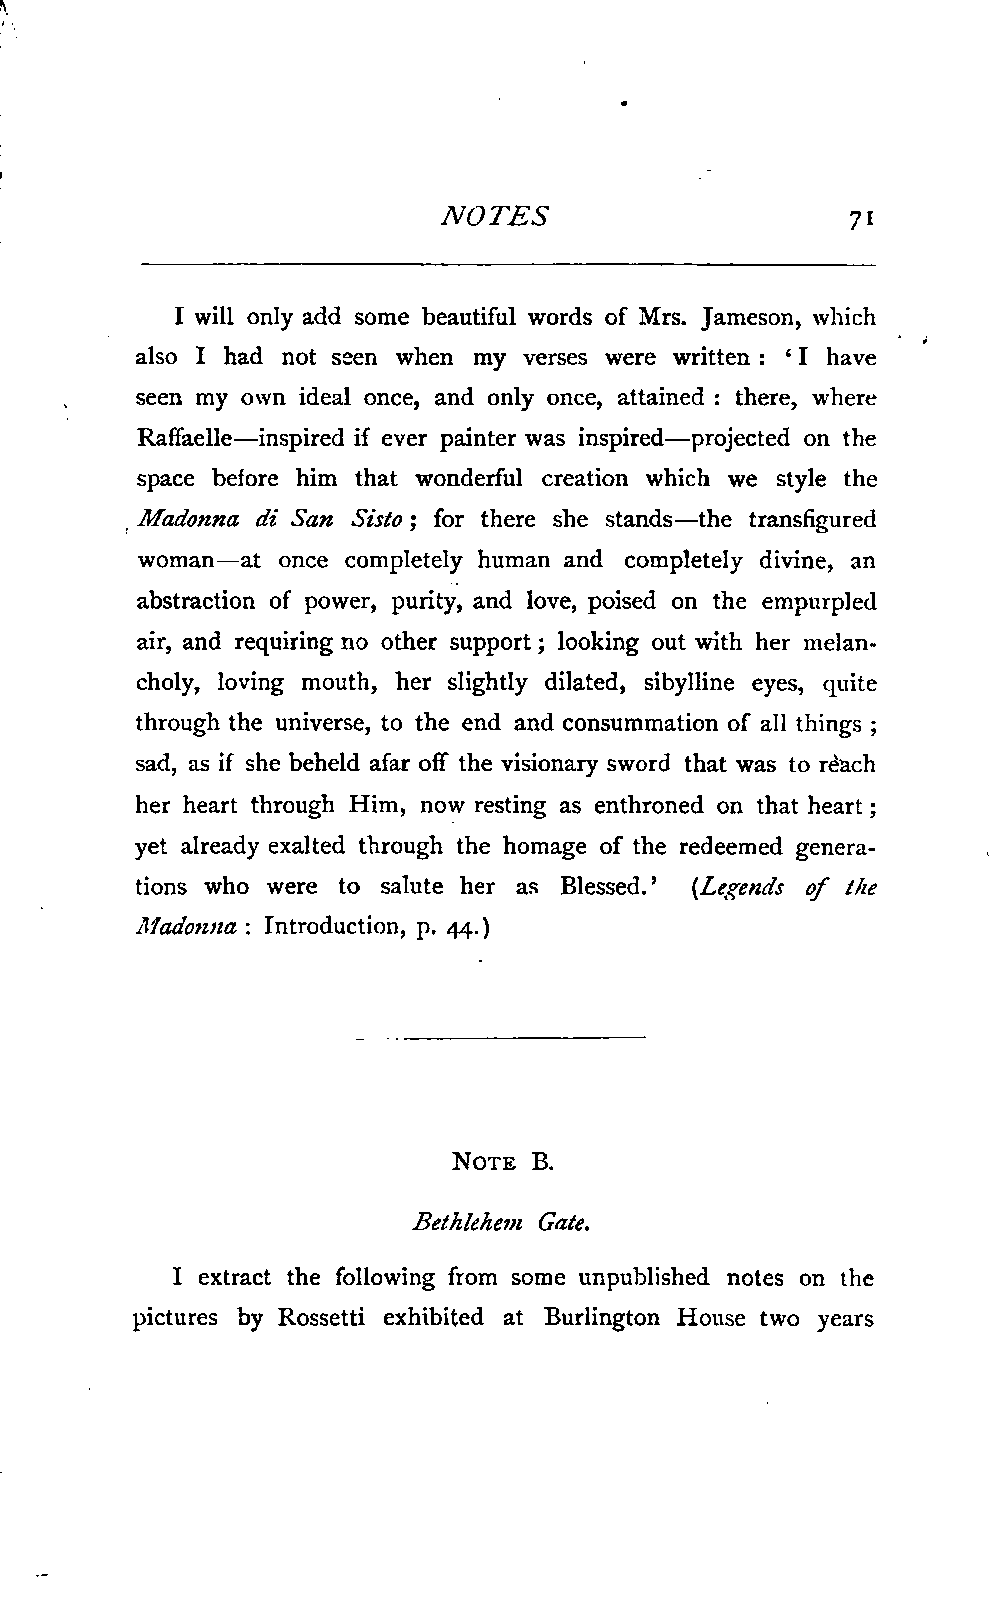 NOTES 71
I will only add some beautiful words of Mrs. Jameson, which
also I had not seen when my verses were written : ‘I have
seen my own ideal once, and only once, attained : there, where
Raffaelle—inspired if ever painter was inspired—projected on the
space before him that wonderful creation which we style the
Madonna di San Sisto ; for there she stands—the transfigured
woman—at once completely human and completely divine, an
abstraction of power, purity, and love, poised on the empurpled
air, and requiring no other support ; looking out with her melan-
choly, loving mouth, her slightly dilated, sibylline eyes, quite
through the universe, to the end and consummation of all things ;
sad, as if she beheld afar off the visionary sword that was to reach
her heart through Him, now resting as enthroned on that heart ;
yet already exalted through the homage of the redeemed genera-
tions who were to salute her as Blessed.’ (Legends of the
Madonna : Introduction, p. 44.)
NOTE B.
Bethlehem Gate.
I extract the following from some unpublished notes on the
pictures by Rossetti exhibited at Burlington House two years